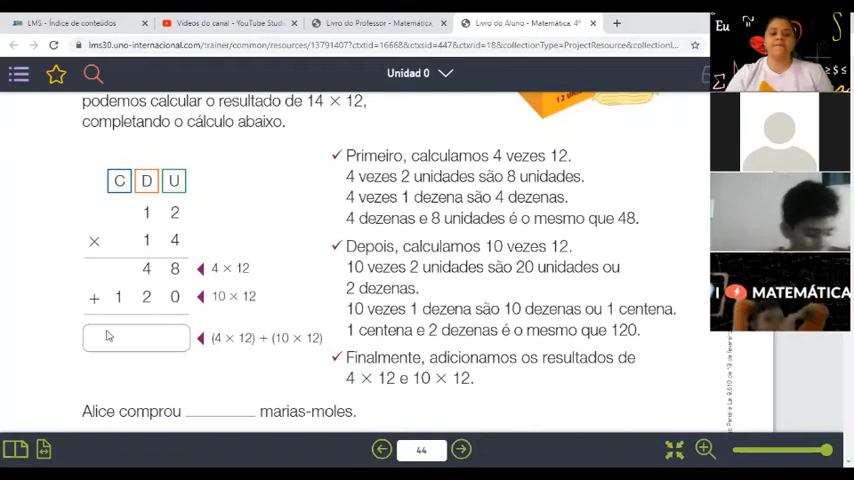 LMS - Índice de conteúdos
Vídeos do canal - YouTube Studio
Livro do Professor - Matemática,
Livro do Aluno - Matemática, 4º
lms30.uno-internacional.com/trainer/common/resources/13791407?ctxtid=16668&ctxsid=447&ctxrid=18&collectionType=ProjectResource&collectionI
Unidad 0
podemos calcular o resultado de 14 × 12,
completando o cálculo abaixo.
12 U
C D U
1 2
× 1 4
4 8 4 × 12
+ 1 2 0 10 × 12
(4 × 12) + (10 × 12)
Alice comprou ________ marias-moles.
✓ Primeiro, calculamos 4 vezes 12.
4 vezes 2 unidades são 8 unidades.
4 vezes 1 dezena são 4 dezenas.
4 dezenas e 8 unidades é o mesmo que 48.
✓ Depois, calculamos 10 vezes 12.
10 vezes 2 unidades são 20 unidades ou
2 dezenas.
10 vezes 1 dezena são 10 dezenas ou 1 centena.
1 centena e 2 dezenas é o mesmo que 120.
✓ Finalmente, adicionamos os resultados de
4 × 12 e 10 × 12.
44
Eu
MATEMÁTICA